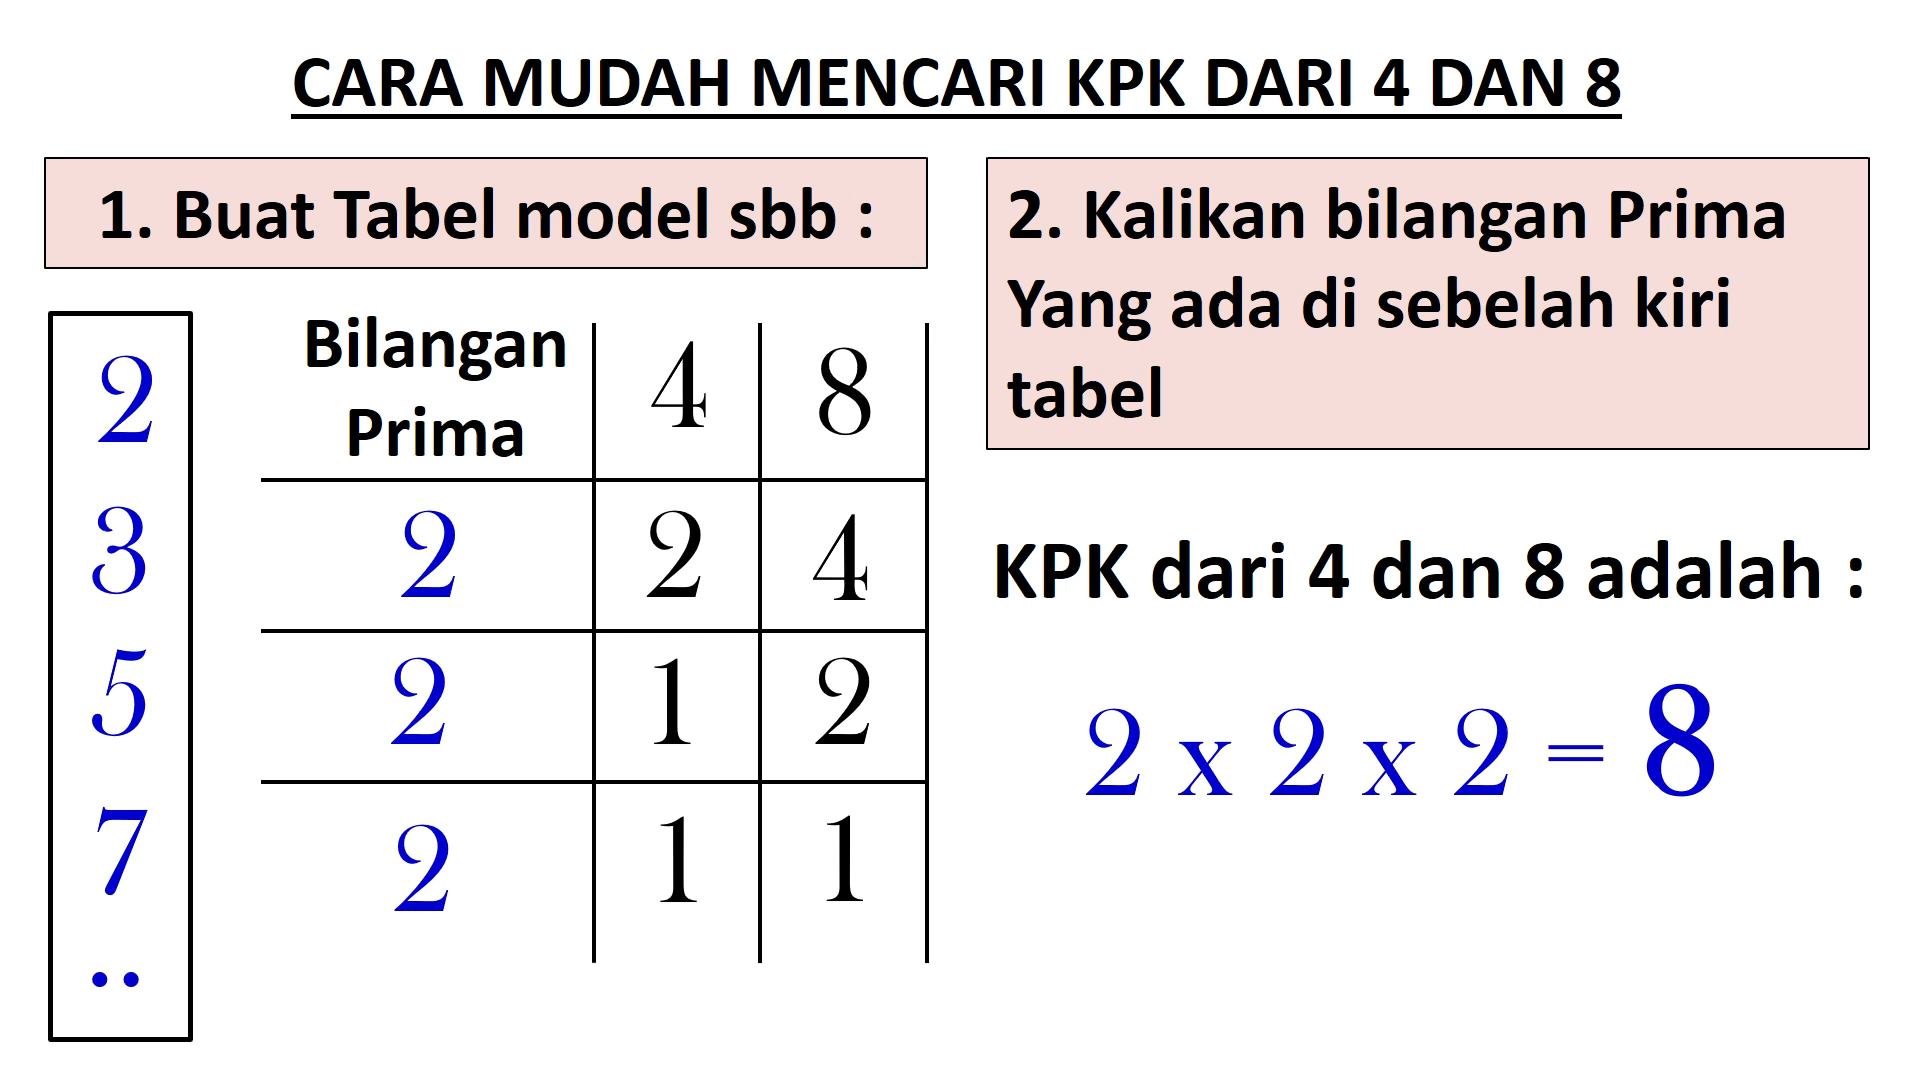 CARA MUDAH MENCARI KPK DARI 4 DAN 8
1. Buat Tabel model sbb :
2
3
5
7
..
Bilangan
Prima
4 8
2 2 4
2 1 2
2 1 1
2. Kalikan bilangan Prima
Yang ada di sebelah kiri
tabel
KPK dari 4 dan 8 adalah :
2 x 2 x 2 = 8